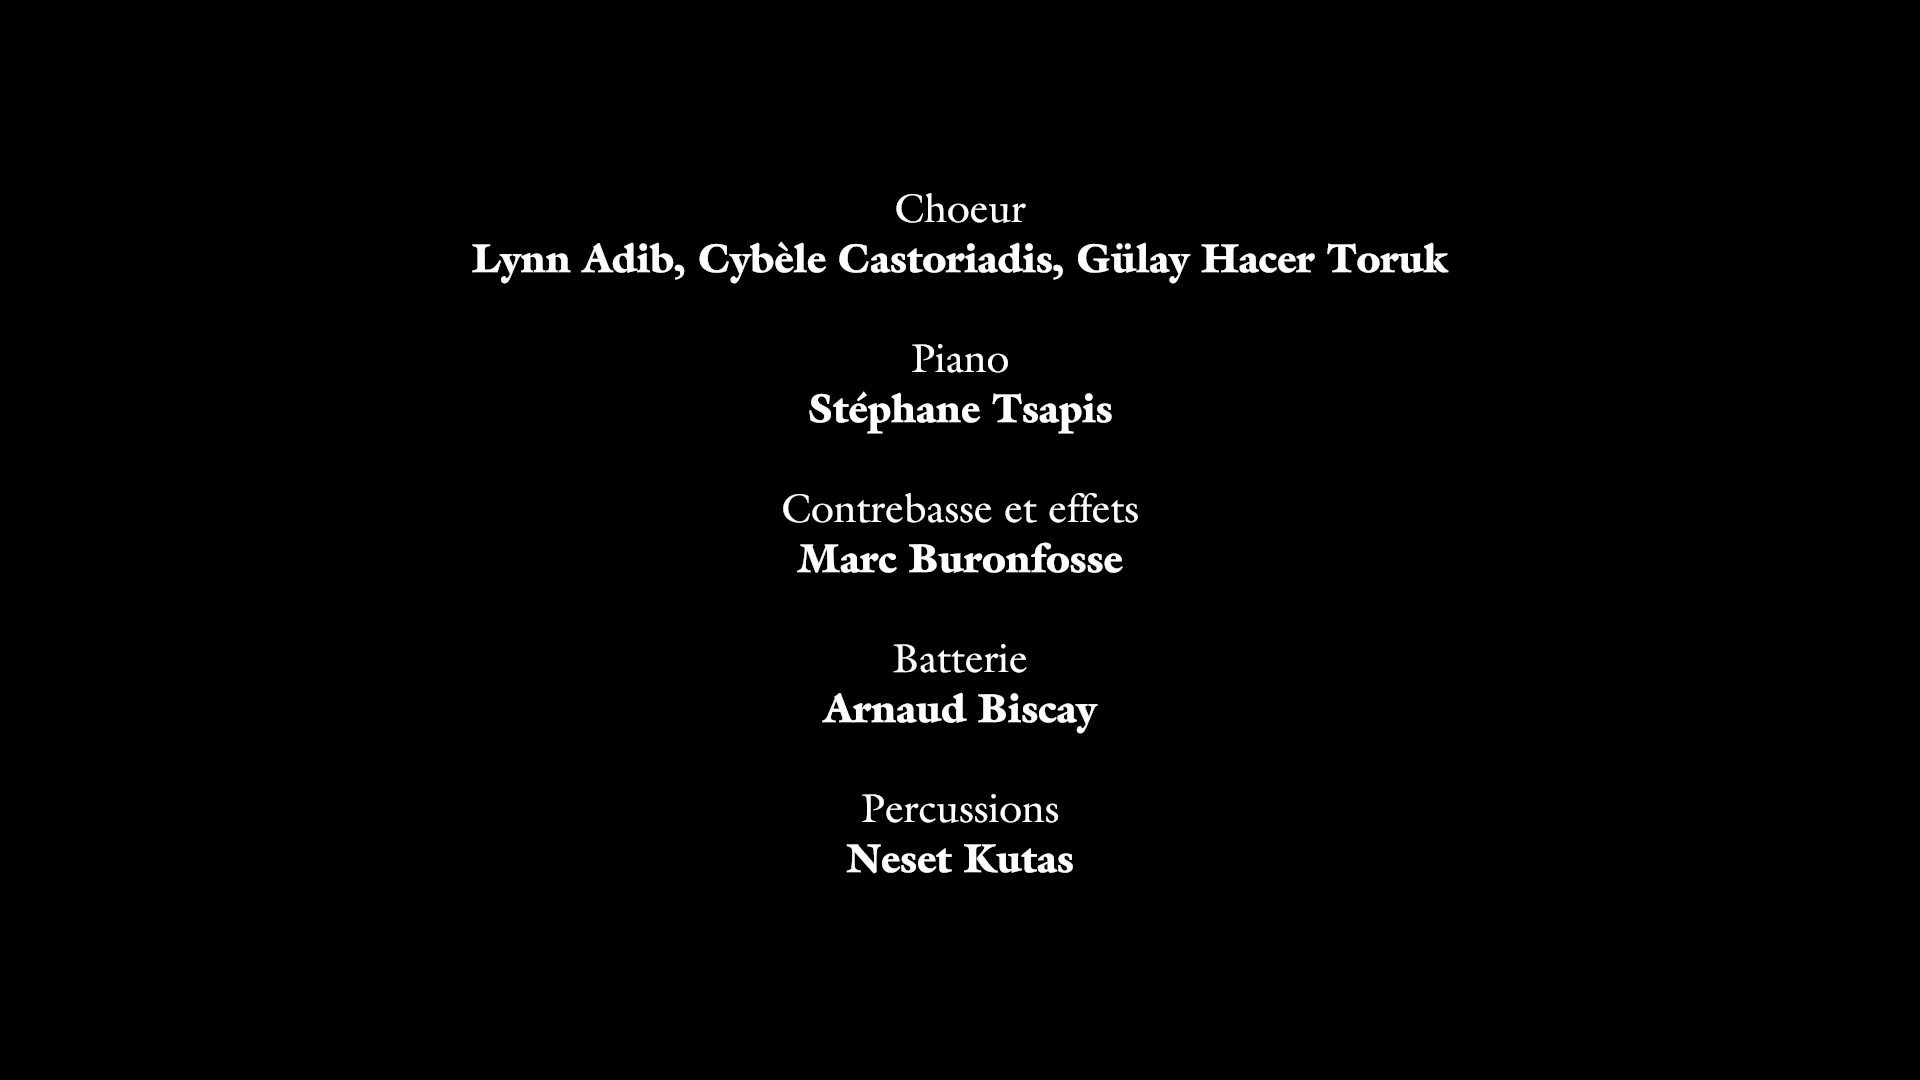 Choeur
Lynn Adib, Cybèle Castoriadis, Gülay Hacer Toruk
Piano
Stéphane Tsapis
Contrebasse et effets
Marc Buronfosse
Batterie
Arnaud Biscay
Percussions
Neset Kutas